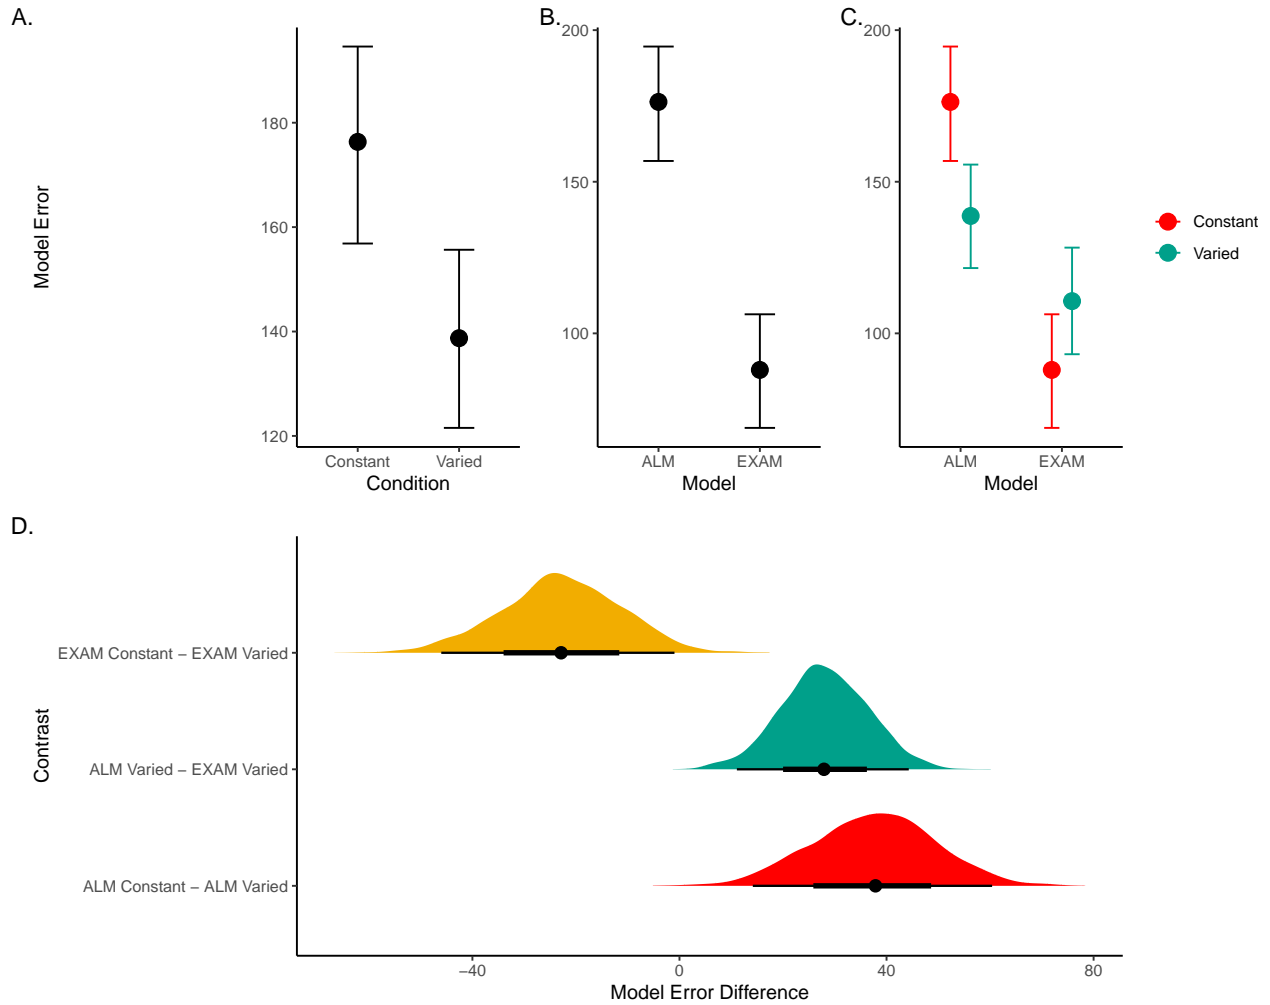 A.
B.
C.
Model Error
180
160
140
120
Constant
Varied
Condition
200
150
100
ALM
EXAM
Model
200
150
100
ALM
EXAM
Model
Constant
Varied
D.
Contrast
EXAM Constant − EXAM Varied
ALM Varied − EXAM Varied
ALM Constant − ALM Varied
−40
0
40
80
Model Error Difference